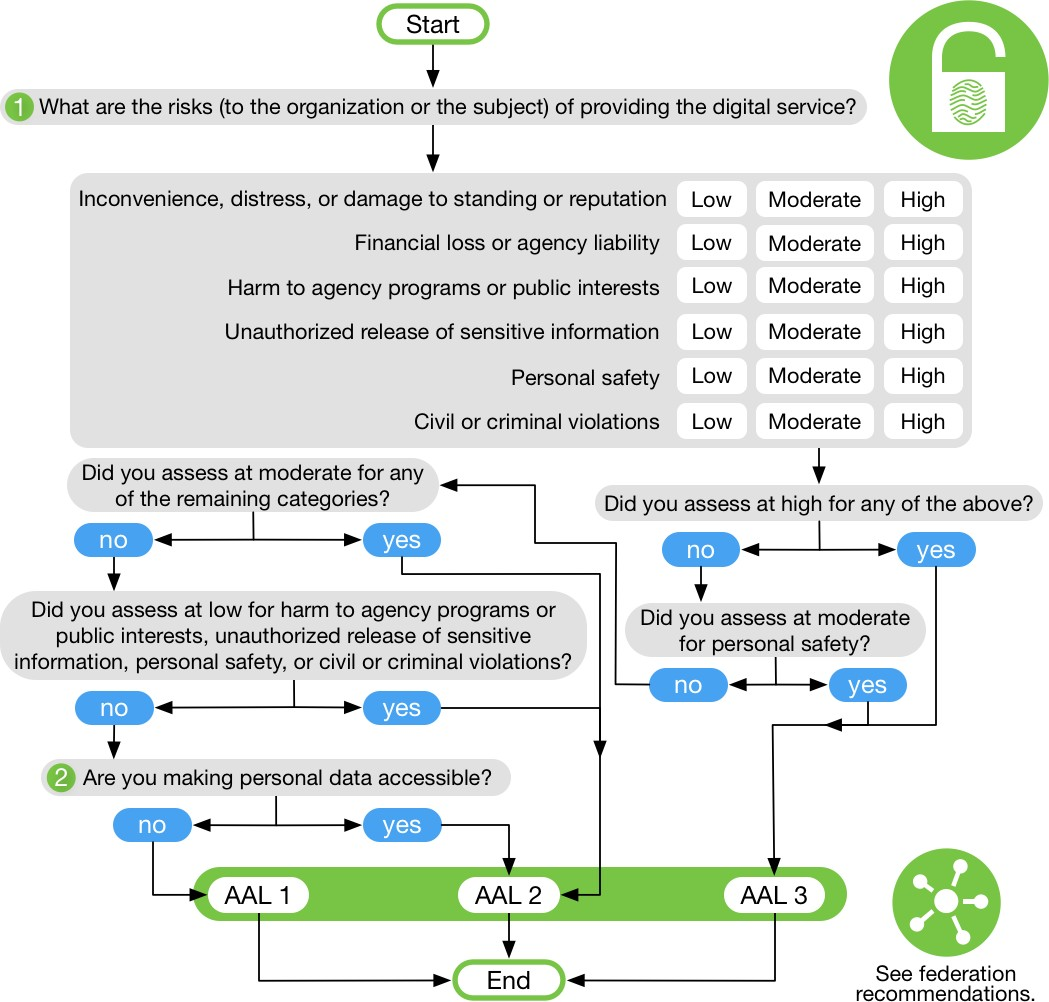 Start
1 What are the risks (to the organization or the subject) of providing the digital service?
Inconvenience, distress, or damage to standing or reputation Low Moderate High
Financial loss or agency liability Low Moderate High
Harm to agency programs or public interests Low Moderate High
Unauthorized release of sensitive information Low Moderate High
Personal safety Low Moderate High
Civil or criminal violations Low Moderate High
Did you assess at high for any of the above?
no yes
Did you assess at moderate
for personal safety?
no yes
Did you assess at moderate for any
of the remaining categories?
no yes
Did you assess at low for harm to agency programs or
public interests, unauthorized release of sensitive
information, personal safety, or civil or criminal violations?
no yes
2 Are you making personal data accessible?
no yes
AAL 1 AAL 2 AAL 3
End
See federation
recommendations.